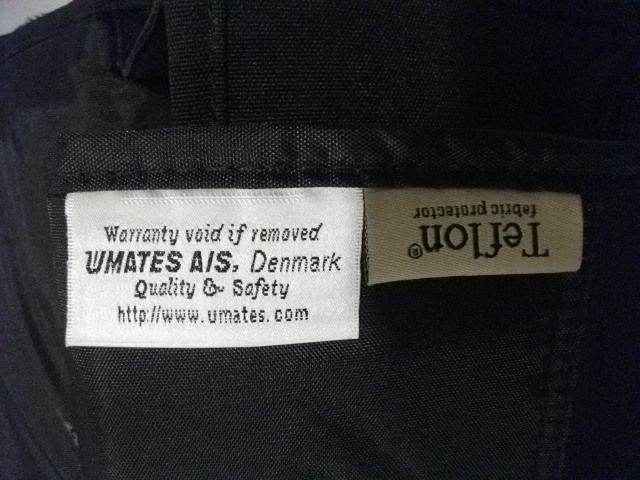 Warranty void if removed
UMATES A/S, Denmark
Quality & Safety
http://www.umates.com
Teflon®
fabric protector